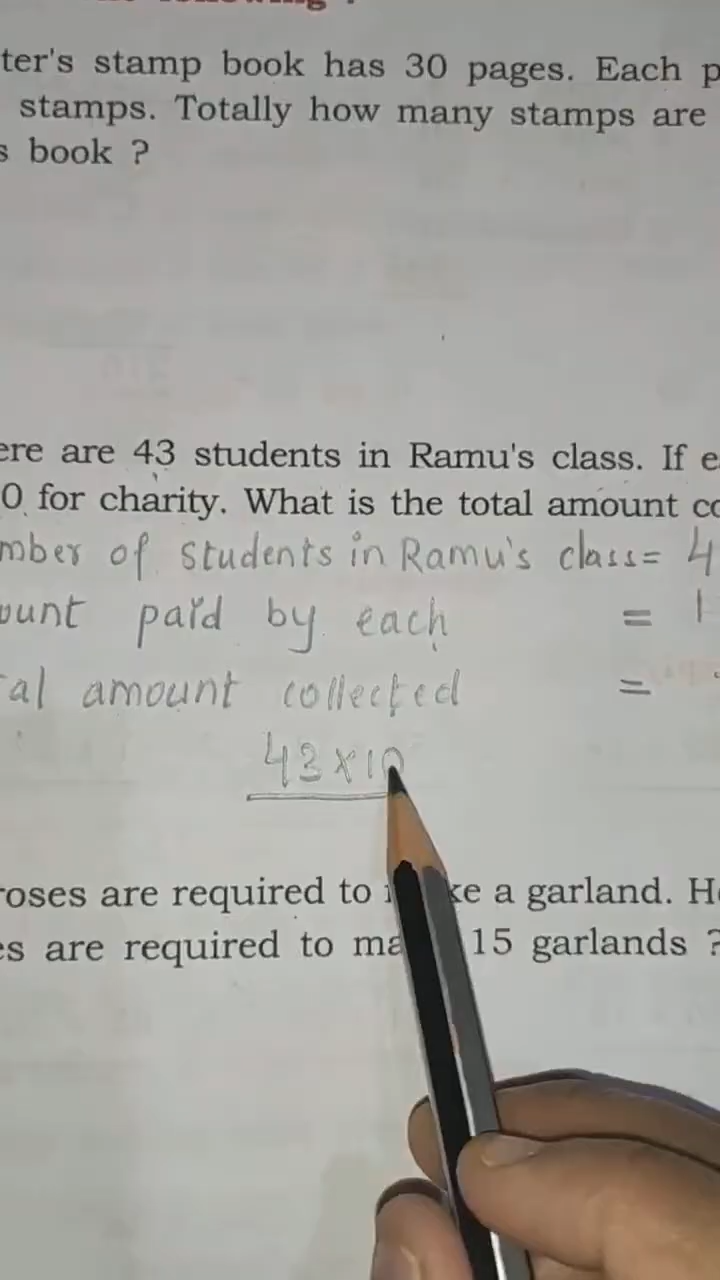 ter's stamp book has 30 pages. Each p
stamps. Totally how many stamps are
s book ?
ere are 43 students in Ramu's class. If e
0 for charity. What is the total amount co
mber of students in Ramu's class= 4
ount paid by each = 1
al amount collected =
43×10
roses are required to ke a garland. H
es are required to ma 15 garlands ?